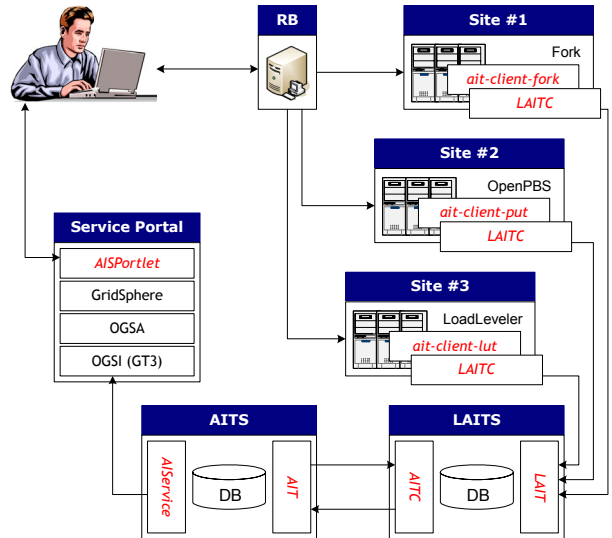 RB
Site #1
Fork
ait-client-fork
LAITC
Site #2
OpenPBS
ait-client-put
LAITC
Service Portal
AISPortlet
GridSphere
OGSA
OGSI (GT3)
Site #3
LoadLeveler
ait-client-lut
LAITC
AITS
AIService
DB
AIT
LAITS
AITC
DB
LAIT